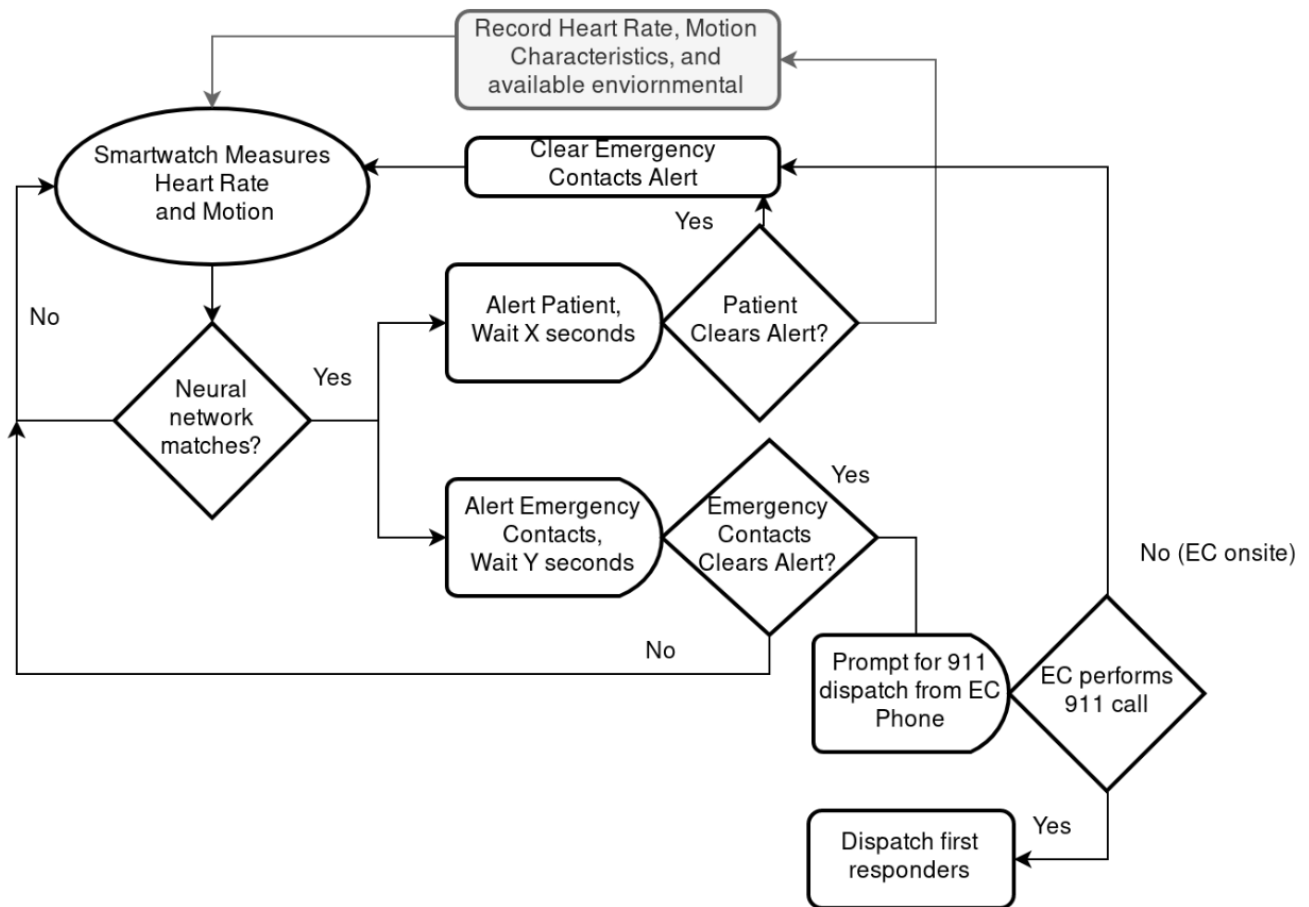 Record Heart Rate, Motion
Characteristics, and
available enviornmental
Smartwatch Measures
Heart Rate
and Motion
Clear Emergency
Contacts Alert
Yes
No
Alert Patient,
Wait X seconds
Patient
Clears Alert?
Neural
network
matches?
Yes
Alert Emergency
Contacts,
Wait Y seconds
Emergency
Contacts
Clears Alert?
Yes
No (EC onsite)
No
Prompt for 911
dispatch from EC
Phone
EC performs
911 call
Dispatch first
responders
Yes